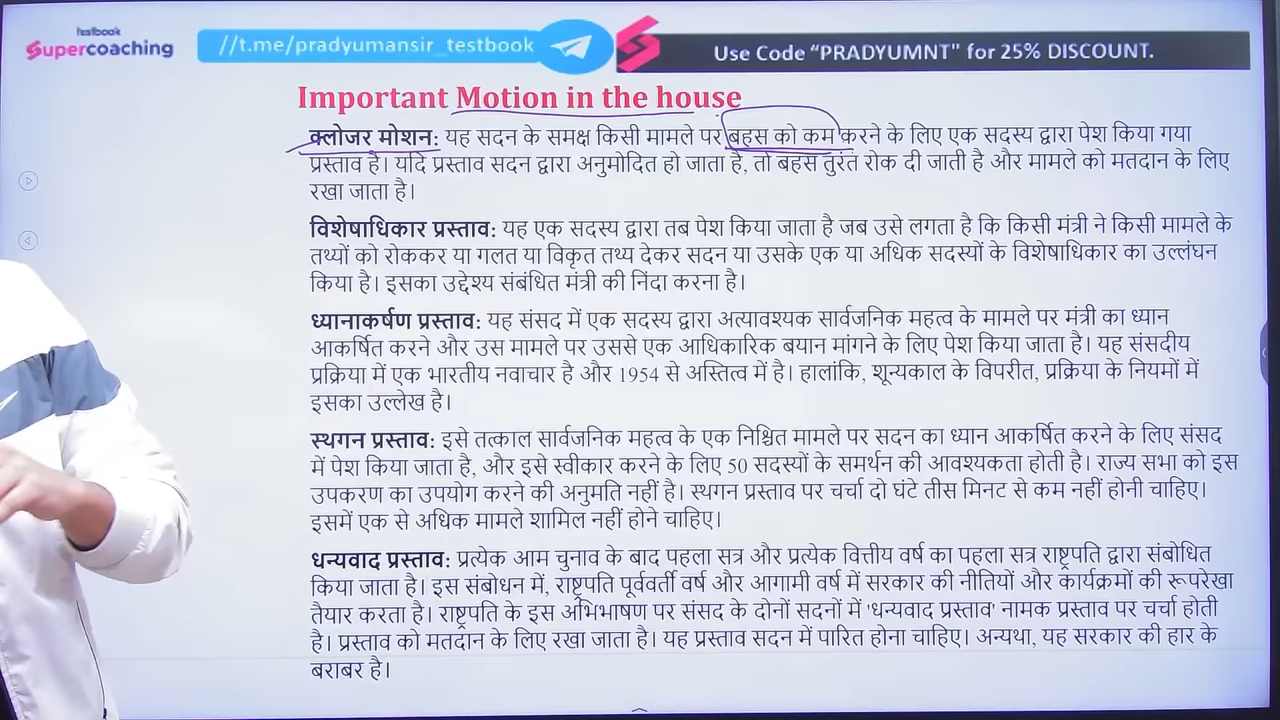 testbook
Supercoaching
//t.me/pradyumansir_testbook
Use Code “PRADYUMNT" for 25% DISCOUNT.
Important Motion in the house
क्लोजर मोशन: यह सदन के समक्ष किसी मामले पर बहस को कम करने के लिए एक सदस्य द्वारा पेश किया गया
प्रस्ताव है। यदि प्रस्ताव सदन द्वारा अनुमोदित हो जाता है, तो बहस तुरंत रोक दी जाती है और मामले को मतदान के लिए
रखा जाता है।
विशेषाधिकार प्रस्ताव: यह एक सदस्य द्वारा तब पेश किया जाता है जब उसे लगता है कि किसी मंत्री ने किसी मामले के
तथ्यों को रोककर या गलत या विकृत तथ्य देकर सदन या उसके एक या अधिक सदस्यों के विशेषाधिकार का उल्लंघन
किया है। इसका उद्देश्य संबंधित मंत्री की निंदा करना है।
ध्यानाकर्षण प्रस्ताव: यह संसद में एक सदस्य द्वारा अत्यावश्यक सार्वजनिक महत्व के मामले पर मंत्री का ध्यान
आकर्षित करने और उस मामले पर उससे एक आधिकारिक बयान मांगने के लिए पेश किया जाता है। यह संसदीय
प्रक्रिया में एक भारतीय नवाचार है और 1954 से अस्तित्व में है। हालांकि, शून्यकाल के विपरीत, प्रक्रिया के नियमों में
इसका उल्लेख है।
स्थगन प्रस्ताव: इसे तत्काल सार्वजनिक महत्व के एक निश्चित मामले पर सदन का ध्यान आकर्षित करने के लिए संसद
में पेश किया जाता है, और इसे स्वीकार करने के लिए 50 सदस्यों के समर्थन की आवश्यकता होती है। राज्य सभा को इस
उपकरण का उपयोग करने की अनुमति नहीं है। स्थगन प्रस्ताव पर चर्चा दो घंटे तीस मिनट से कम नहीं होनी चाहिए।
इसमें एक से अधिक मामले शामिल नहीं होने चाहिए।
धन्यवाद प्रस्ताव: प्रत्येक आम चुनाव के बाद पहला सत्र और प्रत्येक वित्तीय वर्ष का पहला सत्र राष्ट्रपति द्वारा संबोधित
किया जाता है। इस संबोधन में, राष्ट्रपति पूर्ववर्ती वर्ष और आगामी वर्ष में सरकार की नीतियों और कार्यक्रमों की रूपरेखा
तैयार करता है। राष्ट्रपति के इस अभिभाषण पर संसद के दोनों सदनों में 'धन्यवाद प्रस्ताव' नामक प्रस्ताव पर चर्चा होती
है। प्रस्ताव को मतदान के लिए रखा जाता है। यह प्रस्ताव सदन में पारित होना चाहिए। अन्यथा, यह सरकार की हार के
बराबर है।